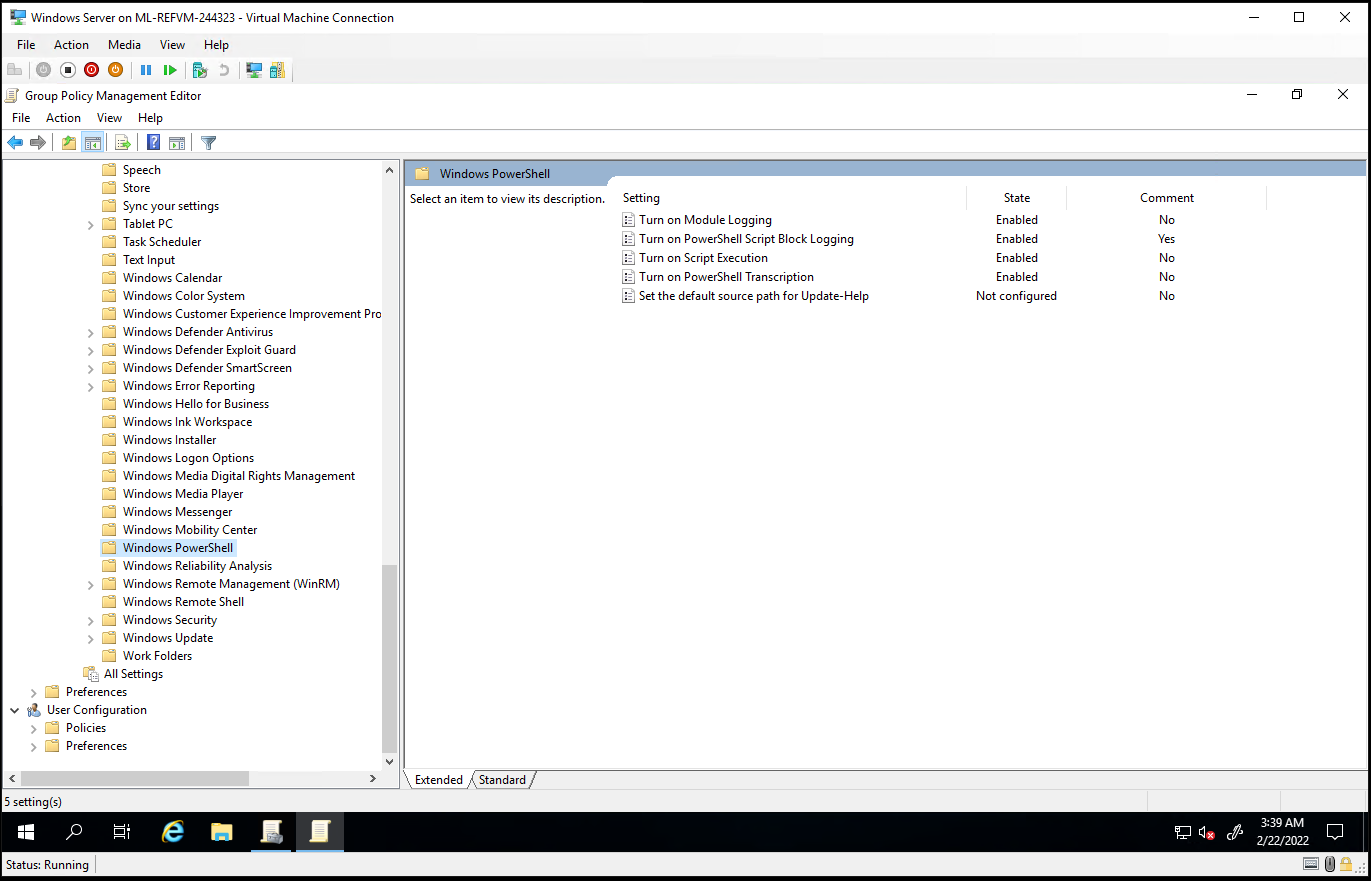 Windows Server on ML-REFVM-244323 - Virtual Machine Connection
File Action Media View Help
Group Policy Management Editor
File Action View Help
Speech
Store
Sync your settings
Tablet PC
Task Scheduler
Text Input
Windows Calendar
Windows Color System
Windows Customer Experience Improvement Pro
Windows Defender Antivirus
Windows Defender Exploit Guard
Windows Defender SmartScreen
Windows Error Reporting
Windows Hello for Business
Windows Ink Workspace
Windows Installer
Windows Logon Options
Windows Media Digital Rights Management
Windows Media Player
Windows Messenger
Windows Mobility Center
Windows PowerShell
Windows Reliability Analysis
Windows Remote Management (WinRM)
Windows Remote Shell
Windows Security
Windows Update
Work Folders
All Settings
Preferences
User Configuration
Policies
Preferences
Windows PowerShell
Select an item to view its description.
Setting State Comment
Turn on Module Logging Enabled No
Turn on PowerShell Script Block Logging Enabled Yes
Turn on Script Execution Enabled No
Turn on PowerShell Transcription Enabled No
Set the default source path for Update-Help Not configured No
Extended Standard
5 setting(s)
3:39 AM
2/22/2022
Status: Running